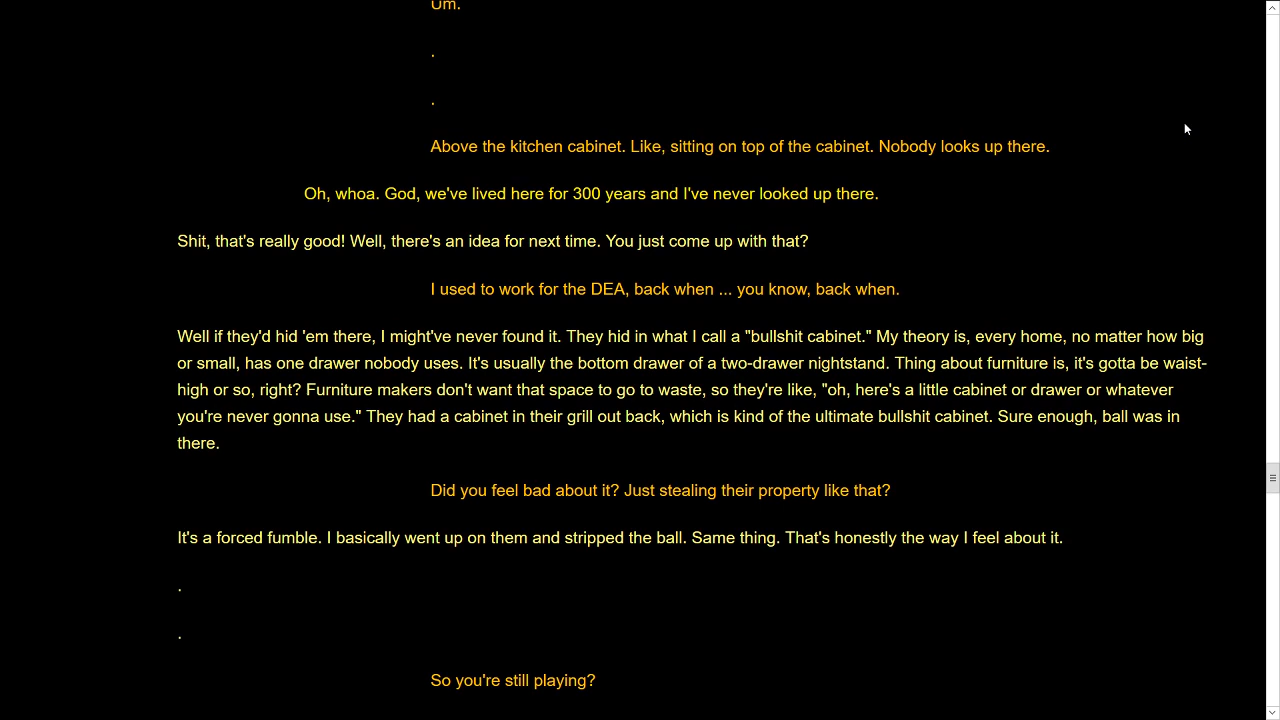 Um.
.
.
Above the kitchen cabinet. Like, sitting on top of the cabinet. Nobody looks up there.
Oh, whoa. God, we've lived here for 300 years and I've never looked up there.
Shit, that's really good! Well, there's an idea for next time. You just come up with that?
I used to work for the DEA, back when ... you know, back when.
Well if they'd hid 'em there, I might've never found it. They hid in what I call a "bullshit cabinet." My theory is, every home, no matter how big
or small, has one drawer nobody uses. It's usually the bottom drawer of a two-drawer nightstand. Thing about furniture is, it's gotta be waist-
high or so, right? Furniture makers don't want that space to go to waste, so they're like, "oh, here's a little cabinet or drawer or whatever
you're never gonna use." They had a cabinet in their grill out back, which is kind of the ultimate bullshit cabinet. Sure enough, ball was in
there.
Did you feel bad about it? Just stealing their property like that?
It's a forced fumble. I basically went up on them and stripped the ball. Same thing. That's honestly the way I feel about it.
.
.
So you're still playing?